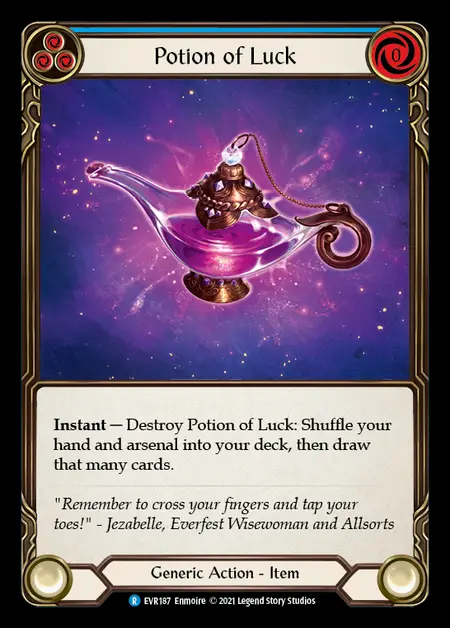 Potion of Luck
0
Instant — Destroy Potion of Luck: Shuffle your
hand and arsenal into your deck, then draw
that many cards.
"Remember to cross your fingers and tap your
toes!" - Jezabelle, Everfest Wisewoman and Allsorts
Generic Action - Item
R EVR187 Enmoire © 2021 Legend Story Studios